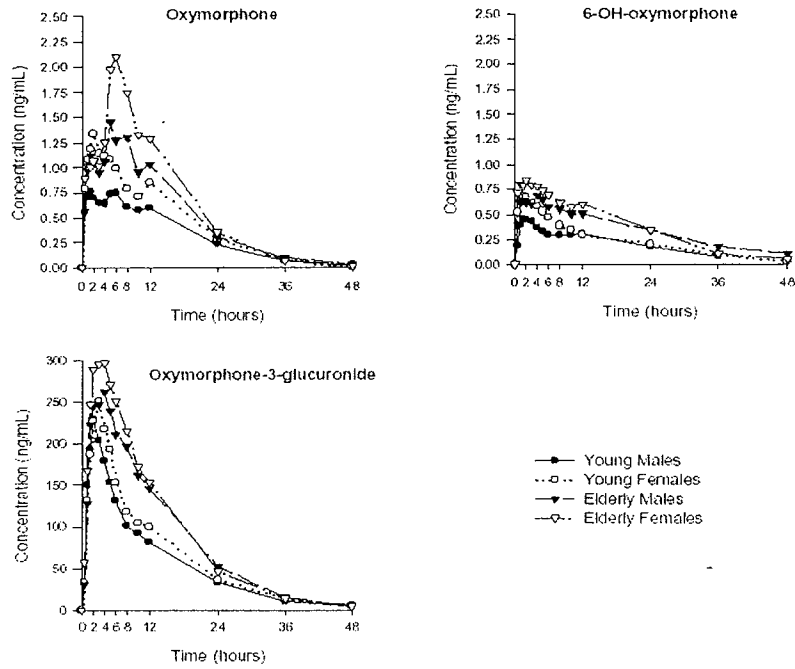 Oxymorphone
Concentration (ng/mL)
2.50
2.25
2.00
1.75
1.50
1.25
1.00
0.75
0.50
0.25
0.00
0 2 4 6 8 12 24 36 48
Time (hours)
6-OH-oxymorphone
Concentration (ng/mL)
2.50
2.25
2.00
1.75
1.50
1.25
1.00
0.75
0.50
0.25
0.00
0 2 4 6 8 12 24 36 48
Time (hours)
Oxymorphone-3-glucuronide
Concentration (ng/mL)
300
250
200
150
100
50
0
0 2 4 6 8 12 24 36 48
Time (hours)
Young Males
Young Females
Elderly Males
Elderly Females